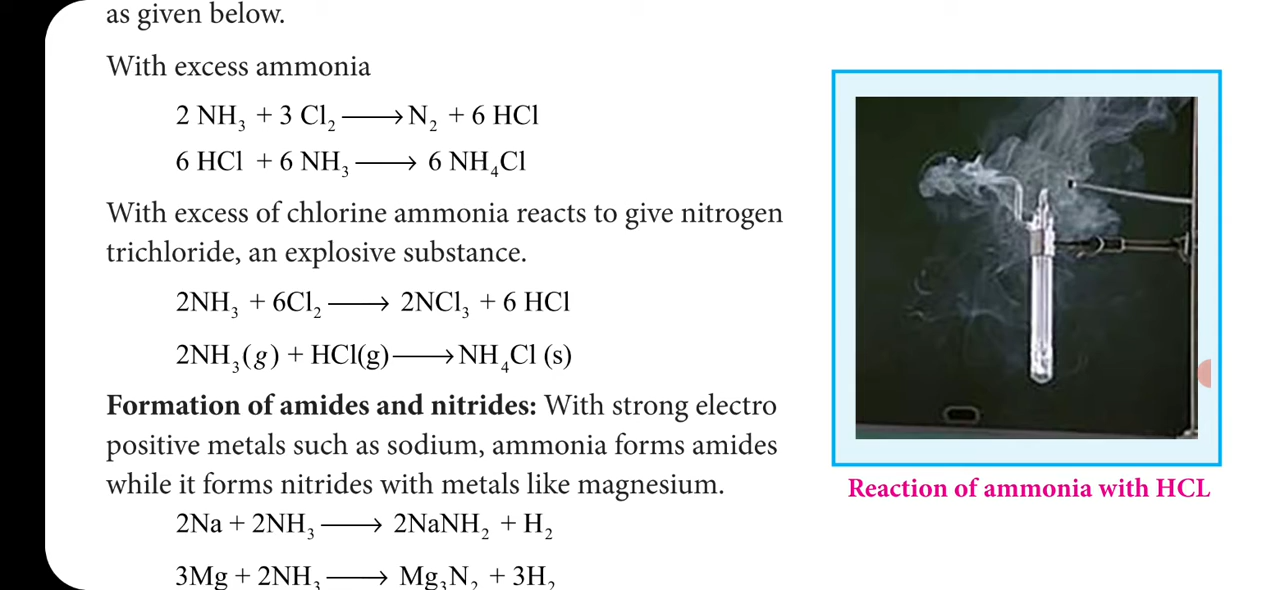 as given below.
With excess ammonia
2 NH₃ + 3 Cl₂ ⟶ N₂ + 6 HCl
6 HCl + 6 NH₃ ⟶ 6 NH₄Cl
With excess of chlorine ammonia reacts to give nitrogen
trichloride, an explosive substance.
2NH₃ + 6Cl₂ ⟶ 2NCl₃ + 6 HCl
2NH₃(g) + HCl(g) ⟶ NH₄Cl (s)
Formation of amides and nitrides: With strong electro
positive metals such as sodium, ammonia forms amides
while it forms nitrides with metals like magnesium.
2Na + 2NH₃ ⟶ 2NaNH₂ + H₂
3Mg + 2NH₃ ⟶ Mg₃N₂ + 3H₂
Reaction of ammonia with HCL